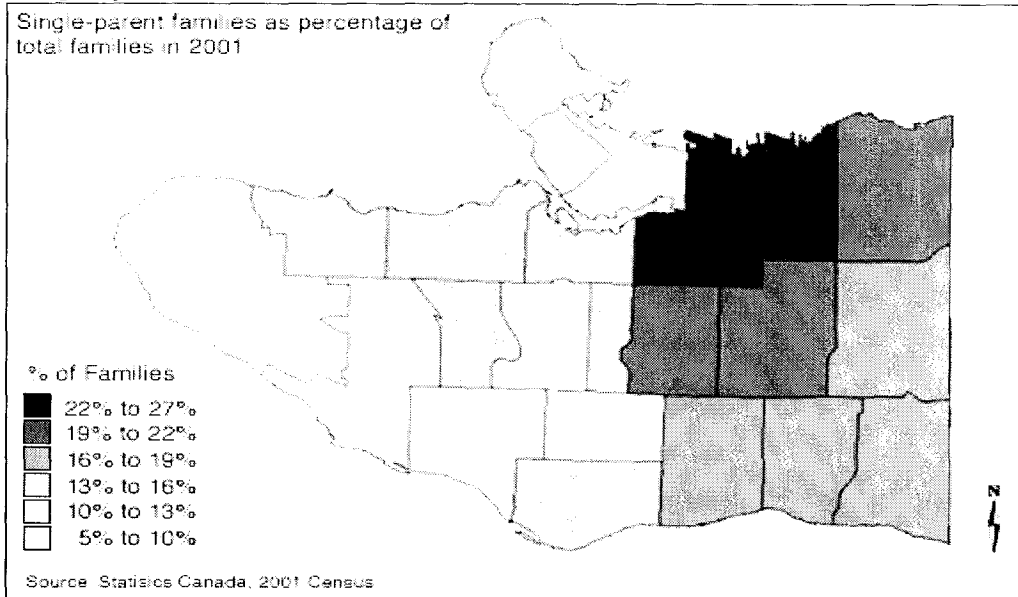 Single-parent families as percentage of
total families in 2001
% of Families
22% to 27%
19% to 22%
16% to 19%
13% to 16%
10% to 13%
5% to 10%
N
Source Statisics Canada, 2001 Census